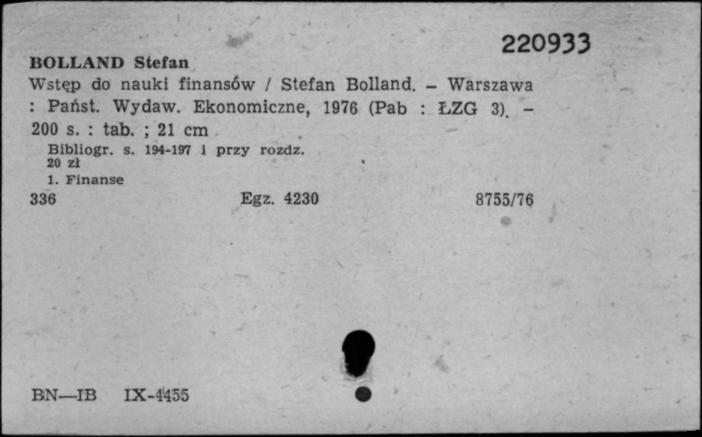 220933
BOLLAND Stefan
Wstęp do nauki finansów / Stefan Bolland. – Warszawa
: Państ. Wydaw. Ekonomiczne, 1976 (Pab : ŁZG 3). –
200 s. : tab. ; 21 cm
Bibliogr. s. 194-197 i przy rozdz.
20 zł
1. Finanse
336 Egz. 4230 8755/76
BN—IB IX-4455